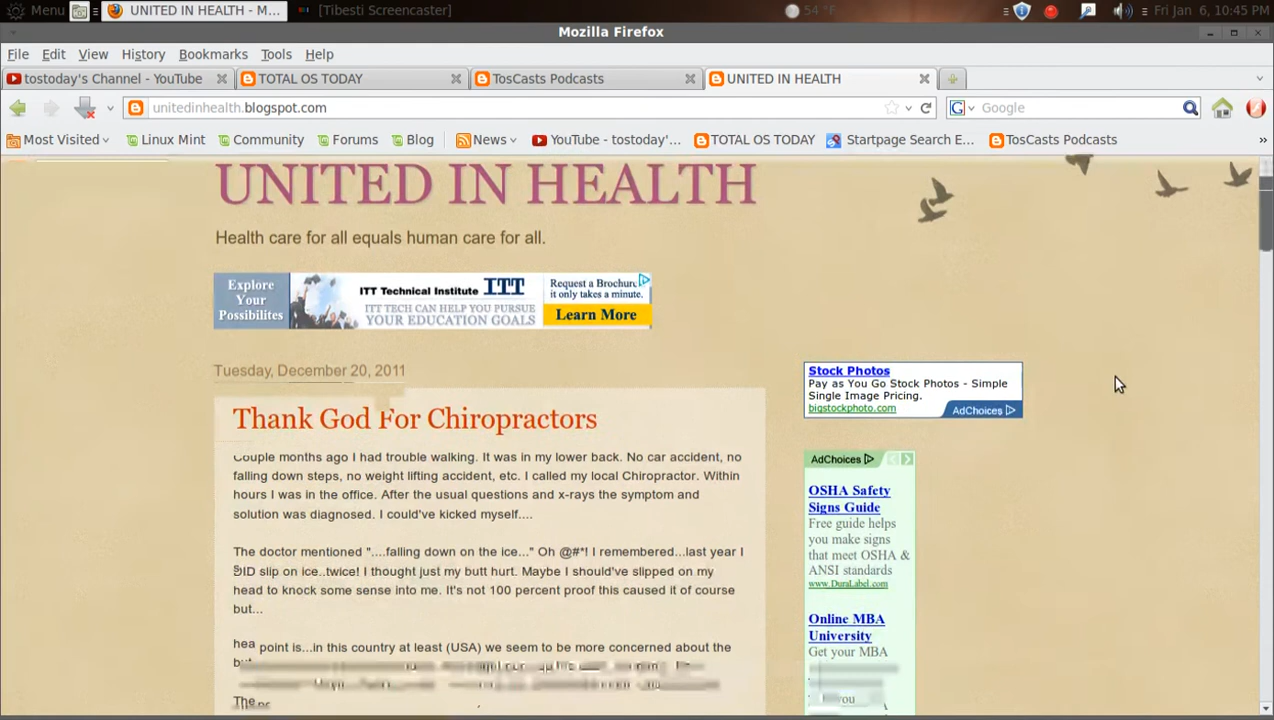 Menu
UNITED IN HEALTH - M...
[Tibesti Screencaster]
54 °F
Fri Jan 6, 10:45 PM
Mozilla Firefox
File Edit View History Bookmarks Tools Help
tostoday's Channel - YouTube
TOTAL OS TODAY
TosCasts Podcasts
UNITED IN HEALTH
unitedinhealth.blogspot.com
Google
Most Visited Linux Mint Community Forums Blog News YouTube - tostoday'... TOTAL OS TODAY Startpage Search E... TosCasts Podcasts »
UNITED IN HEALTH
Health care for all equals human care for all.
Explore
Your
Possibilites
ITT Technical Institute ITT
ITT TECH CAN HELP YOU PURSUE
YOUR EDUCATION GOALS
Request a Brochure
it only takes a minute.
Learn More
Tuesday, December 20, 2011
Thank God For Chiropractors
Couple months ago I had trouble walking. It was in my lower back. No car accident, no
falling down steps, no weight lifting accident, etc. I called my local Chiropractor. Within
hours I was in the office. After the usual questions and x-rays the symptom and
solution was diagnosed. I could've kicked myself....
The doctor mentioned "....falling down on the ice..." Oh @#*! I remembered...last year I
DID slip on ice..twice! I thought just my butt hurt. Maybe I should've slipped on my
head to knock some sense into me. It's not 100 percent proof this caused it of course
but...
hea point is...in this country at least (USA) we seem to be more concerned about the
The
Stock Photos
Pay as You Go Stock Photos - Simple
Single Image Pricing.
bigstockphoto.com
AdChoices
AdChoices
OSHA Safety
Signs Guide
Free guide helps
you make signs
that meet OSHA &
ANSI standards
www.DuraLabel.com
Online MBA
University
Get your MBA
you